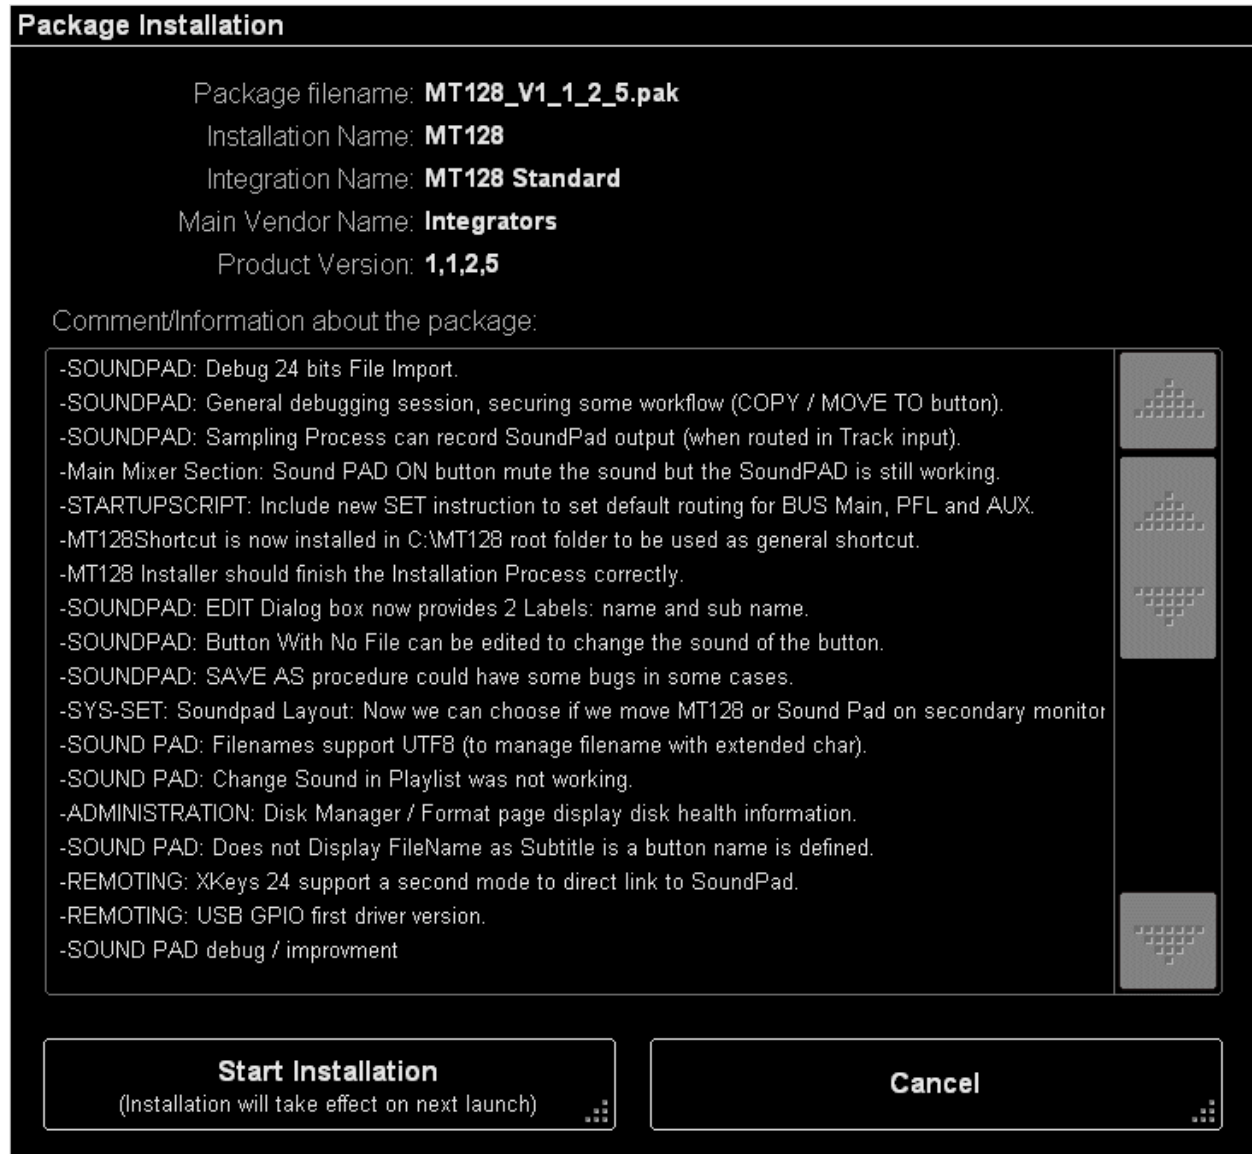 Package Installation
Package filename: MT128_V1_1_2_5.pak
Installation Name: MT128
Integration Name: MT128 Standard
Main Vendor Name: Integrators
Product Version: 1,1,2,5
Comment/Information about the package:
-SOUNDPAD: Debug 24 bits File Import.
-SOUNDPAD: General debugging session, securing some workflow (COPY / MOVE TO button).
-SOUNDPAD: Sampling Process can record SoundPad output (when routed in Track input).
-Main Mixer Section: Sound PAD ON button mute the sound but the SoundPAD is still working.
-STARTUPSCRIPT: Include new SET instruction to set default routing for BUS Main, PFL and AUX.
-MT128Shortcut is now installed in C:\MT128 root folder to be used as general shortcut.
-MT128 Installer should finish the Installation Process correctly.
-SOUNDPAD: EDIT Dialog box now provides 2 Labels: name and sub name.
-SOUNDPAD: Button With No File can be edited to change the sound of the button.
-SOUNDPAD: SAVE AS procedure could have some bugs in some cases.
-SYS-SET: Soundpad Layout: Now we can choose if we move MT128 or Sound Pad on secondary monitor
-SOUND PAD: Filenames support UTF8 (to manage filename with extended char).
-SOUND PAD: Change Sound in Playlist was not working.
-ADMINISTRATION: Disk Manager / Format page display disk health information.
-SOUND PAD: Does not Display FileName as Subtitle is a button name is defined.
-REMOTING: XKeys 24 support a second mode to direct link to SoundPad.
-REMOTING: USB GPIO first driver version.
-SOUND PAD debug / improvment
Start Installation
(Installation will take effect on next launch)
Cancel